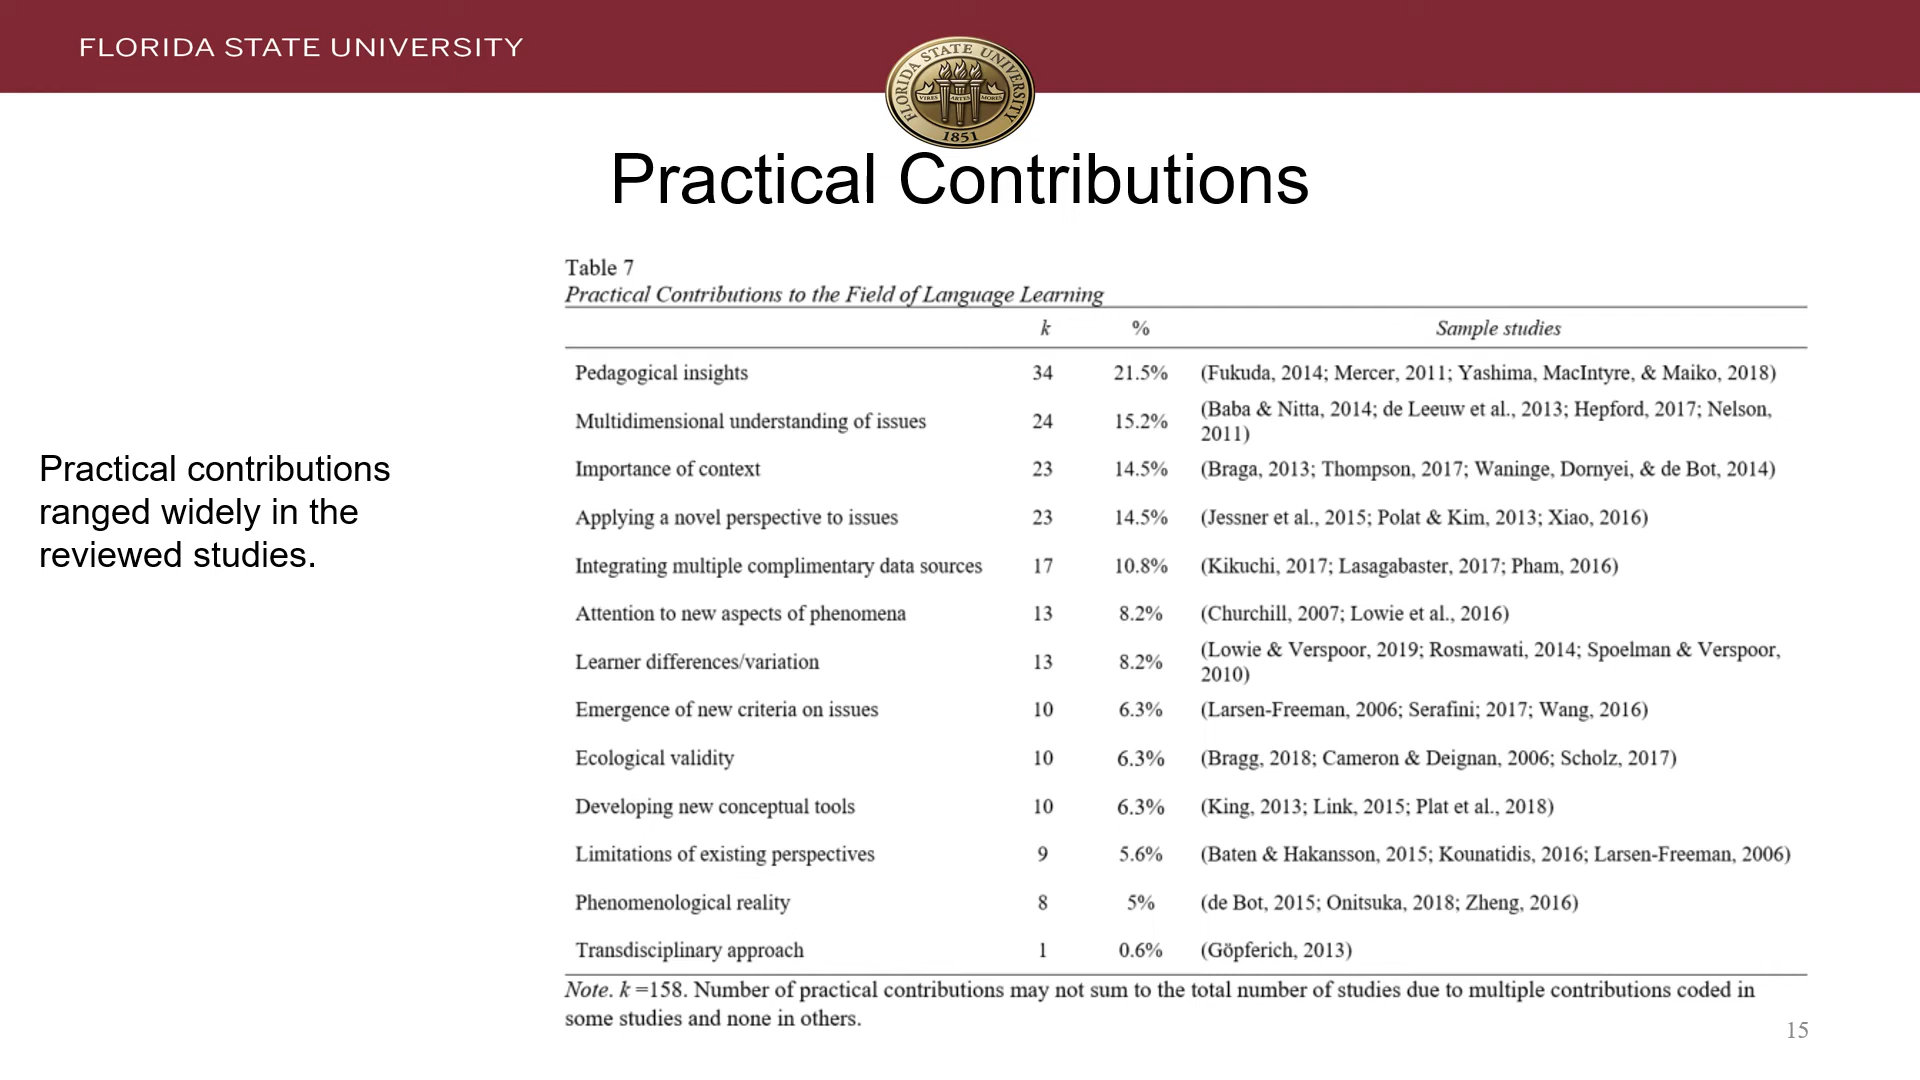 FLORIDA STATE UNIVERSITY
FLORIDA STATE UNIVERSITY
VIRES ARTES MORES
1851
Practical Contributions
Practical contributions
ranged widely in the
reviewed studies.
Table 7
Practical Contributions to the Field of Language Learning
k % Sample studies
Pedagogical insights 34 21.5% (Fukuda, 2014; Mercer, 2011; Yashima, MacIntyre, & Maiko, 2018)
Multidimensional understanding of issues 24 15.2% (Baba & Nitta, 2014; de Leeuw et al., 2013; Hepford, 2017; Nelson,
2011)
Importance of context 23 14.5% (Braga, 2013; Thompson, 2017; Waninge, Dornyei, & de Bot, 2014)
Applying a novel perspective to issues 23 14.5% (Jessner et al., 2015; Polat & Kim, 2013; Xiao, 2016)
Integrating multiple complimentary data sources 17 10.8% (Kikuchi, 2017; Lasagabaster, 2017; Pham, 2016)
Attention to new aspects of phenomena 13 8.2% (Churchill, 2007; Lowie et al., 2016)
Learner differences/variation 13 8.2% (Lowie & Verspoor, 2019; Rosmawati, 2014; Spoelman & Verspoor,
2010)
Emergence of new criteria on issues 10 6.3% (Larsen-Freeman, 2006; Serafini; 2017; Wang, 2016)
Ecological validity 10 6.3% (Bragg, 2018; Cameron & Deignan, 2006; Scholz, 2017)
Developing new conceptual tools 10 6.3% (King, 2013; Link, 2015; Plat et al., 2018)
Limitations of existing perspectives 9 5.6% (Baten & Hakansson, 2015; Kounatidis, 2016; Larsen-Freeman, 2006)
Phenomenological reality 8 5% (de Bot, 2015; Onitsuka, 2018; Zheng, 2016)
Transdisciplinary approach 1 0.6% (Göpferich, 2013)
Note. k =158. Number of practical contributions may not sum to the total number of studies due to multiple contributions coded in
some studies and none in others.
15